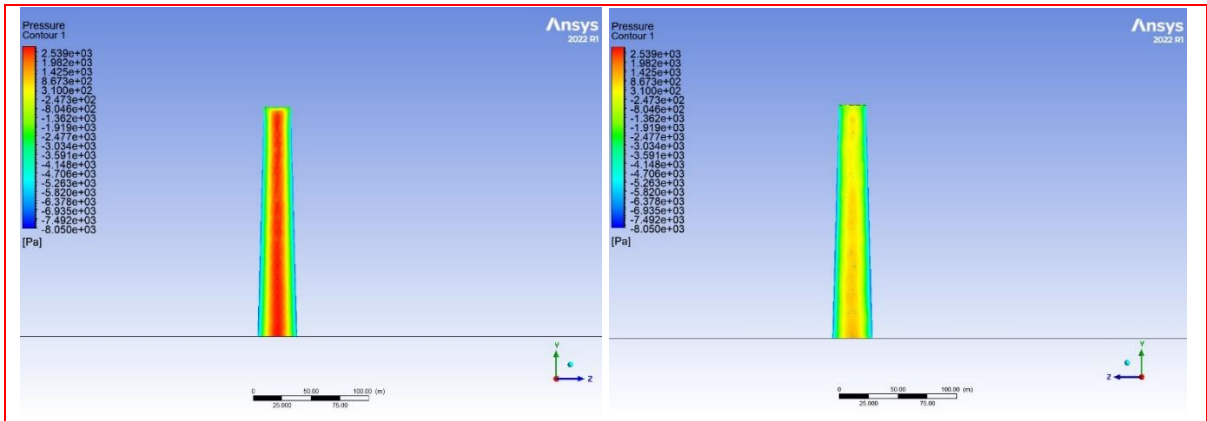 Pressure
Contour 1
2.539e+03
1.982e+03
1.425e+03
8.673e+02
3.100e+02
-2.473e+02
-8.046e+02
-1.362e+03
-1.919e+03
-2.477e+03
-3.034e+03
-3.591e+03
-4.148e+03
-4.706e+03
-5.263e+03
-5.820e+03
-6.378e+03
-6.935e+03
-7.492e+03
-8.050e+03
[Pa]
Ansys
2022 R1
Y
Z
0 50.00 100.00 (m)
25.000 75.00
Pressure
Contour 1
2.539e+03
1.982e+03
1.425e+03
8.673e+02
3.100e+02
-2.473e+02
-8.046e+02
-1.362e+03
-1.919e+03
-2.477e+03
-3.034e+03
-3.591e+03
-4.148e+03
-4.706e+03
-5.263e+03
-5.820e+03
-6.378e+03
-6.935e+03
-7.492e+03
-8.050e+03
[Pa]
Ansys
2022 R1
Y
Z
0 50.00 100.00 (m)
25.000 75.00